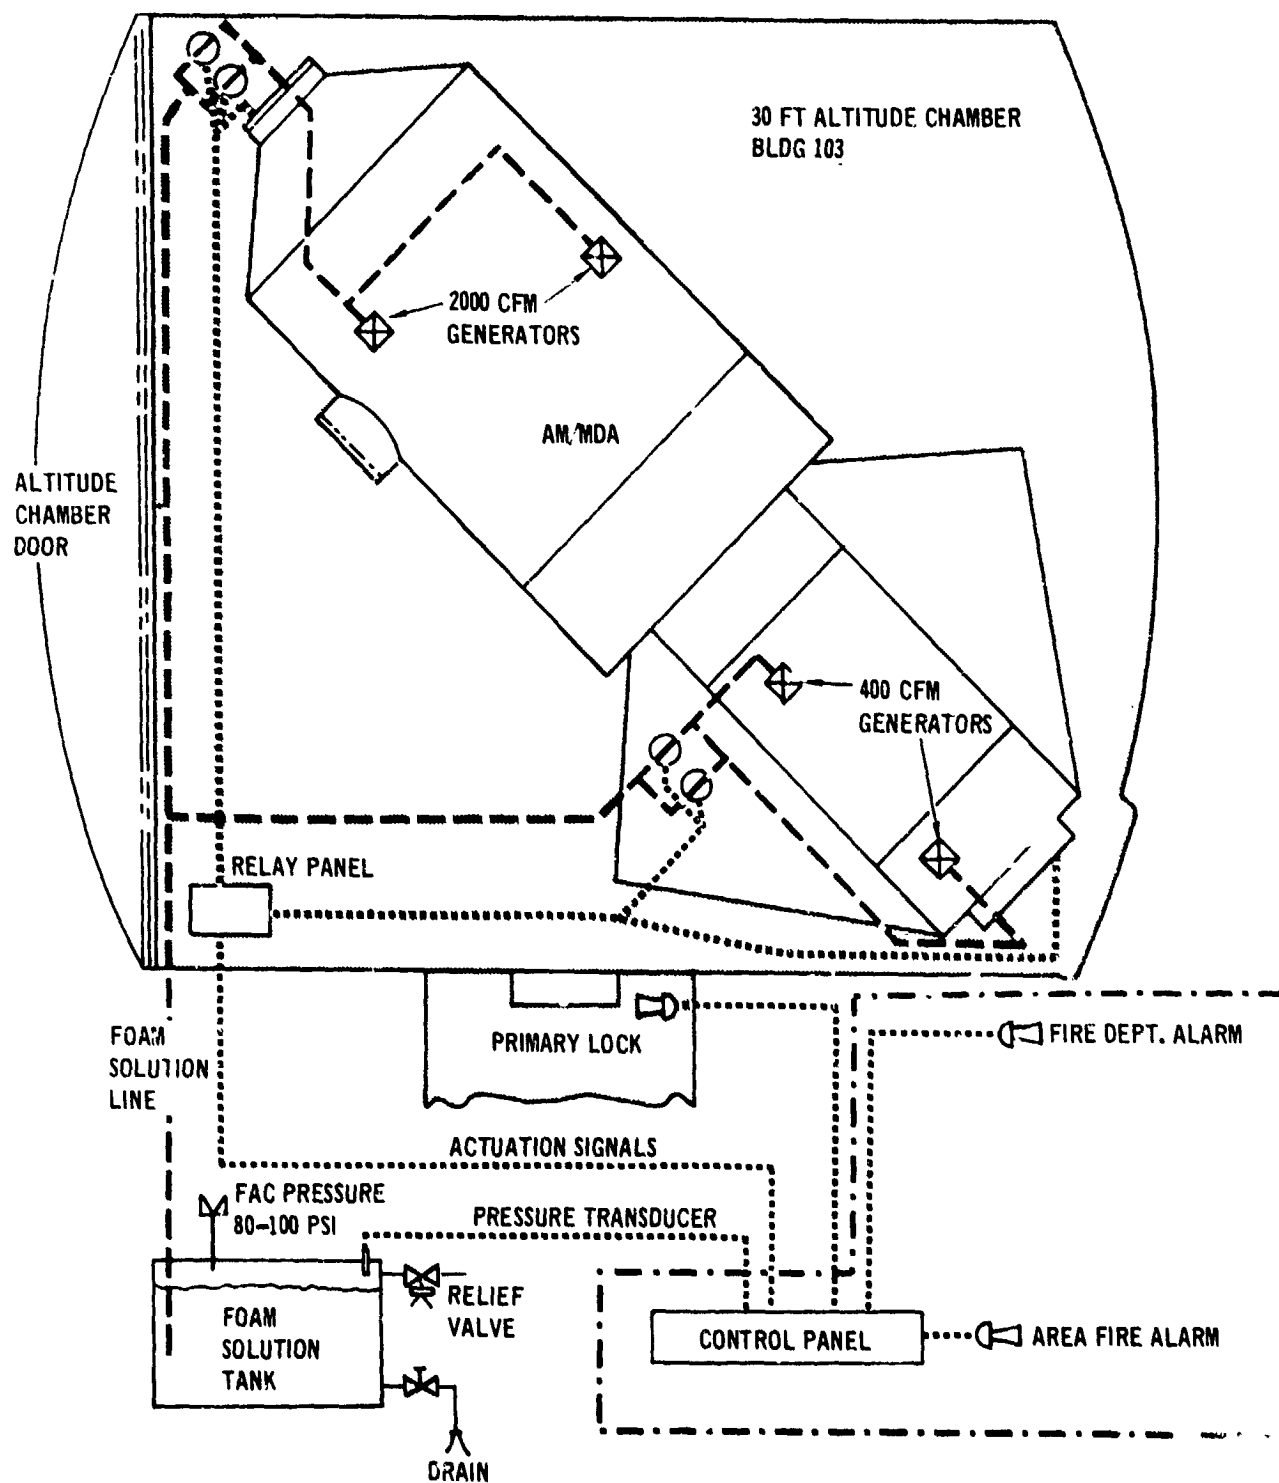 30 FT ALTITUDE CHAMBER
BLDG 103
2000 CFM
GENERATORS
AM/MDA
ALTITUDE
CHAMBER
DOOR
400 CFM
GENERATORS
RELAY PANEL
PRIMARY LOCK
FIRE DEPT. ALARM
FOAM
SOLUTION
LINE
ACTUATION SIGNALS
FAC PRESSURE
80-100 PSI
PRESSURE TRANSDUCER
RELIEF
VALVE
FOAM
SOLUTION
TANK
CONTROL PANEL
AREA FIRE ALARM
DRAIN